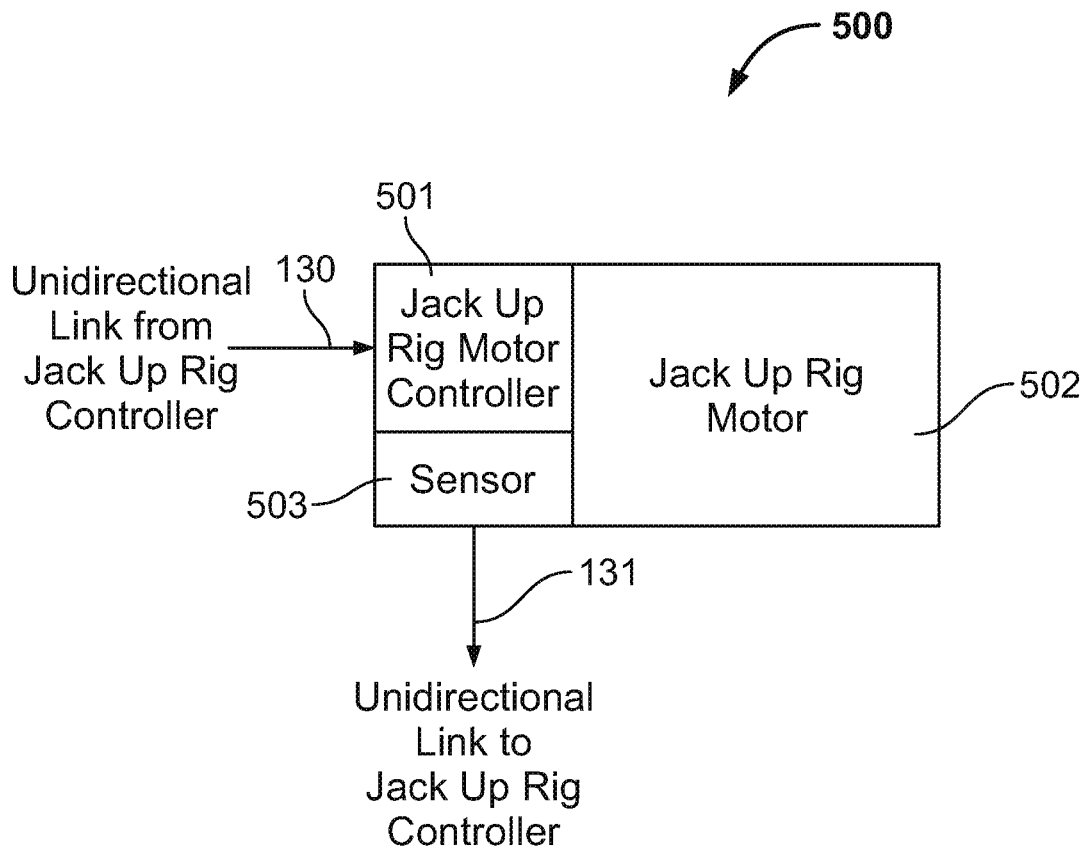 500
501
130
Unidirectional
Link from
Jack Up Rig
Controller
Jack Up
Rig Motor
Controller
Jack Up Rig
Motor
502
Sensor
503
131
Unidirectional
Link to
Jack Up Rig
Controller